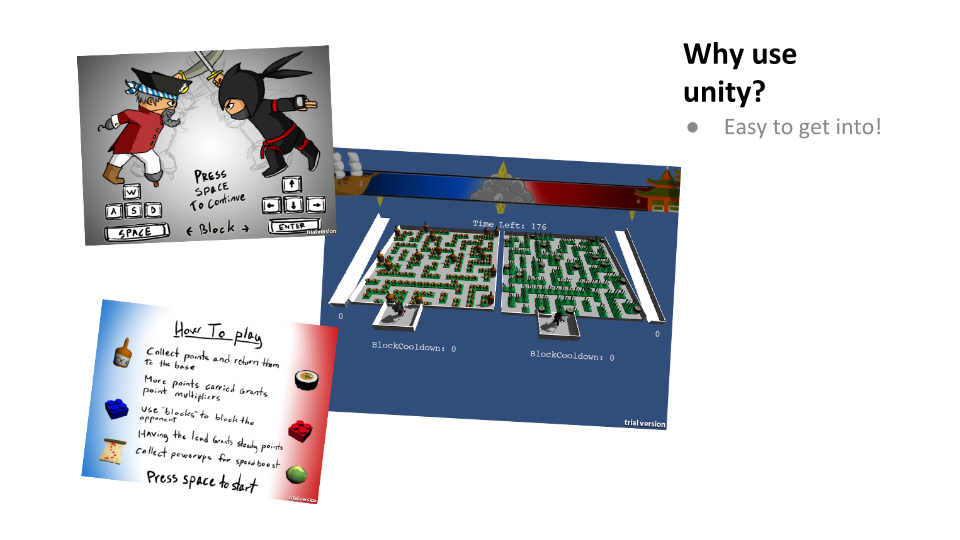 Why use
unity?
● Easy to get into!
PRESS
SPACE
To Continue
W
A S D
SPACE
← Block →
ENTER
trial version
Time Left: 176
0
0
BlockCooldown: 0
BlockCooldown: 0
trial version
How To play
Collect points and return them
To the base
More points carried Grants
point multipliers
Use "blocks" to block the
opponent
Having the lead Grants steady points
Collect powerups for speedboost
Press space to start
trial version